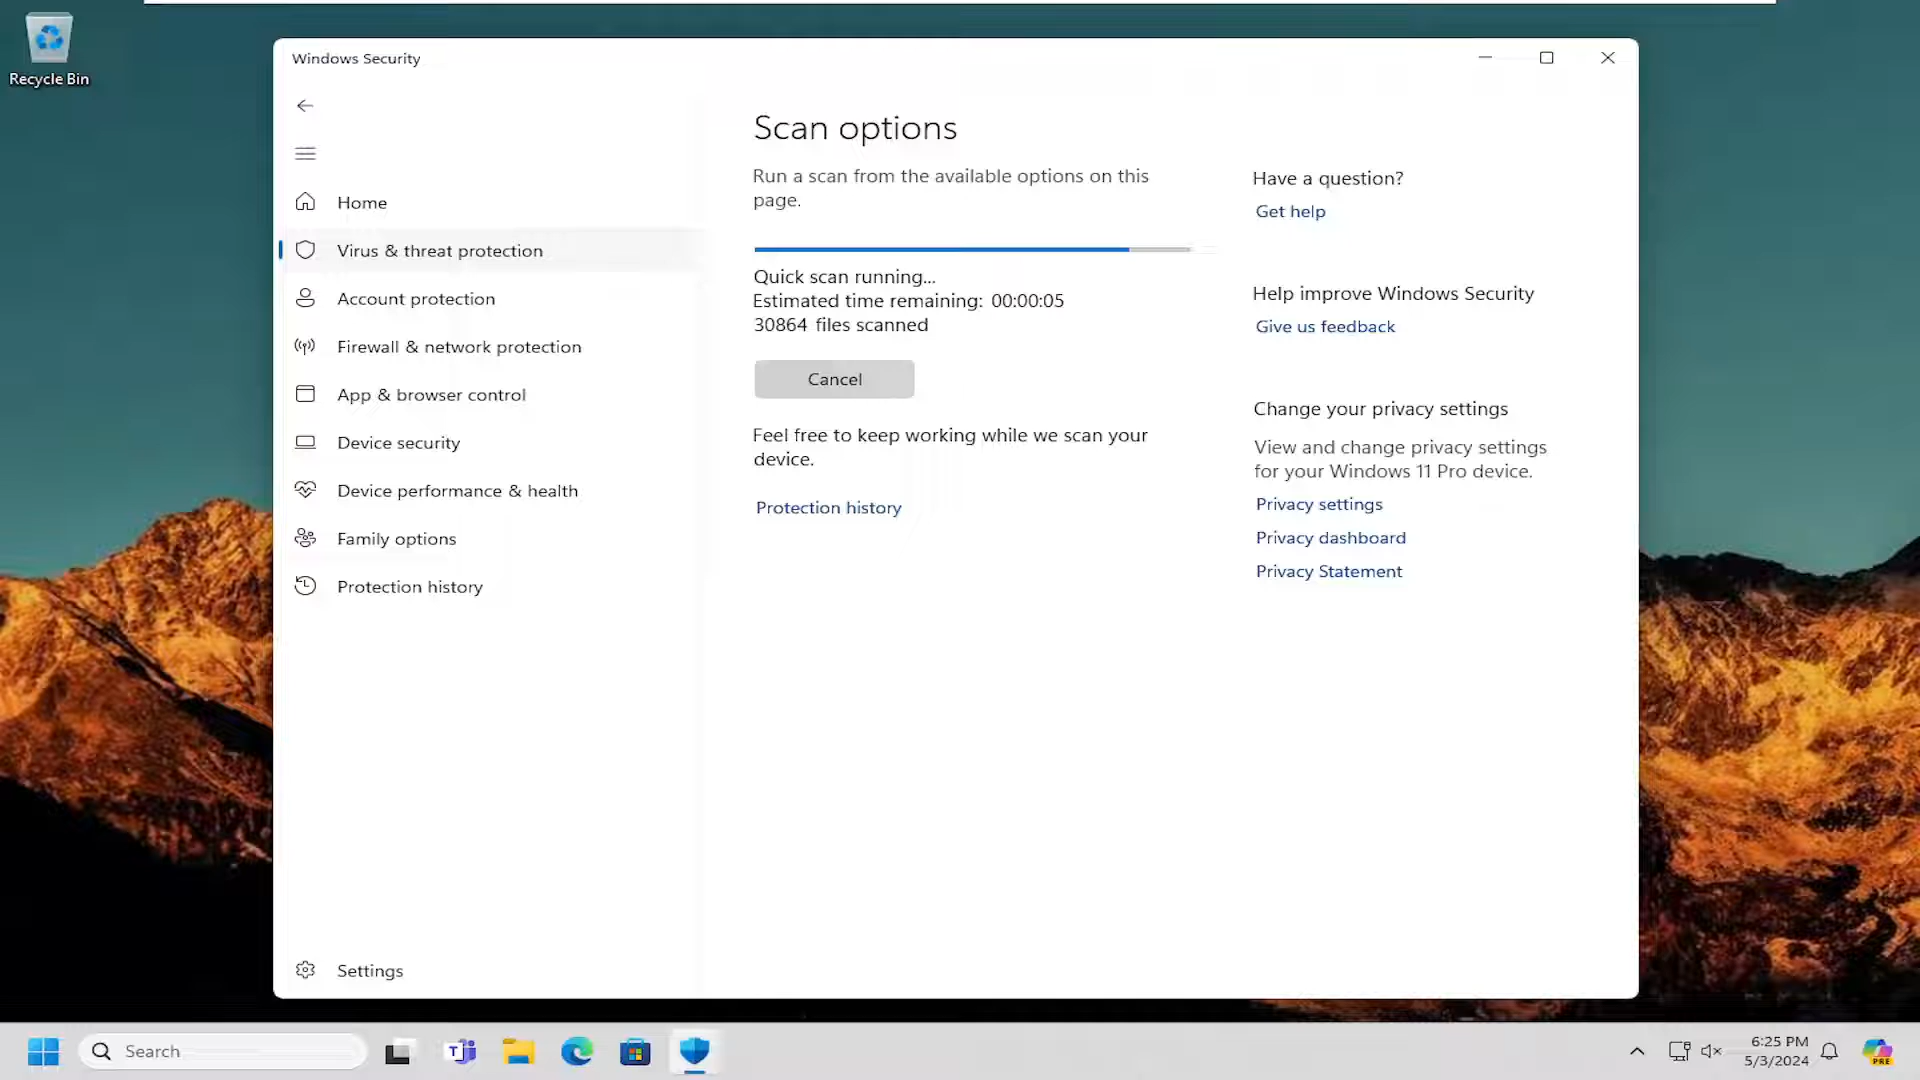 Recycle Bin
Windows Security
Home
Virus & threat protection
Account protection
Firewall & network protection
App & browser control
Device security
Device performance & health
Family options
Protection history
Settings
Scan options
Run a scan from the available options on this
page.
Quick scan running...
Estimated time remaining: 00:00:05
30864 files scanned
Cancel
Feel free to keep working while we scan your
device.
Protection history
Have a question?
Get help
Help improve Windows Security
Give us feedback
Change your privacy settings
View and change privacy settings
for your Windows 11 Pro device.
Privacy settings
Privacy dashboard
Privacy Statement
Search
T
6:25 PM
5/3/2024
PRE